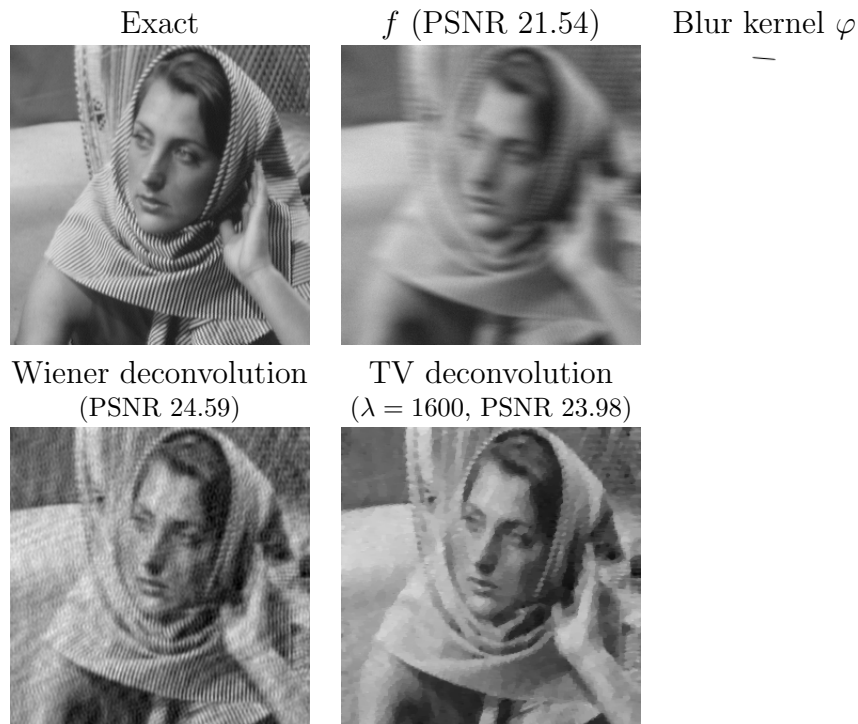 Exact
f (PSNR 21.54)
Blur kernel φ
Wiener deconvolution
(PSNR 24.59)
TV deconvolution
(λ = 1600, PSNR 23.98)